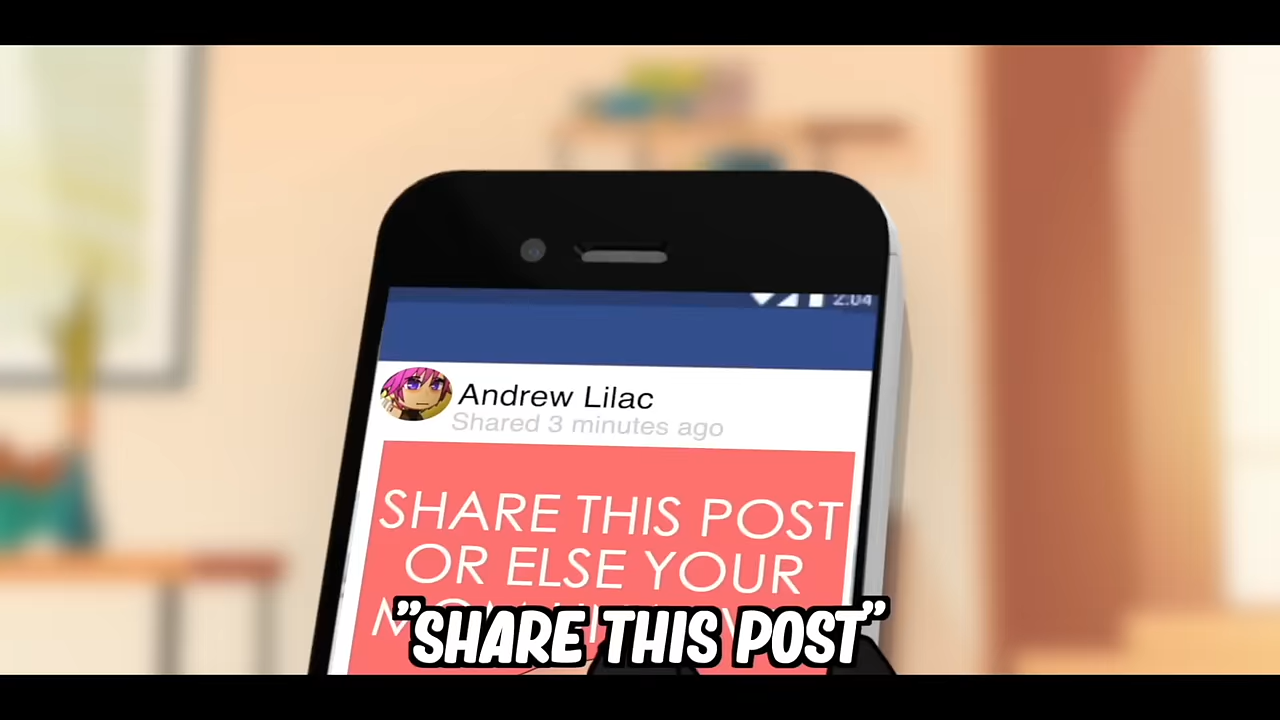 2:04
Andrew Lilac
Shared 3 minutes ago
SHARE THIS POST
OR ELSE YOUR
"SHARE THIS POST"